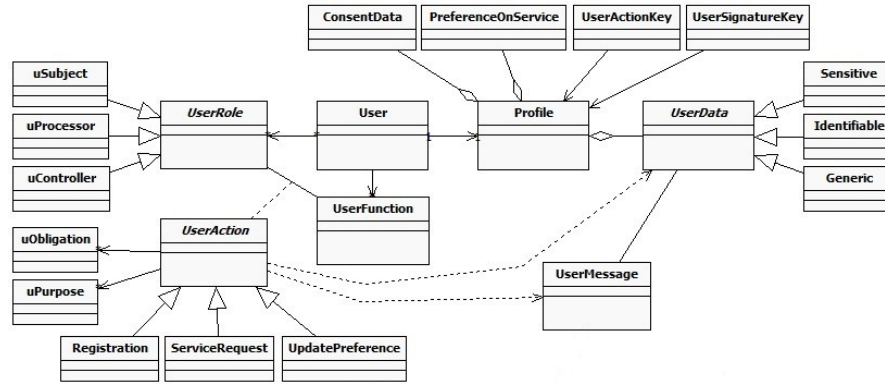 ConsentData
PreferenceOnService
UserActionKey
UserSignatureKey
uSubject
Sensitive
UserRole
User
Profile
UserData
uProcessor
Identifiable
uController
Generic
UserFunction
UserAction
uObligation
UserMessage
uPurpose
Registration
ServiceRequest
UpdatePreference